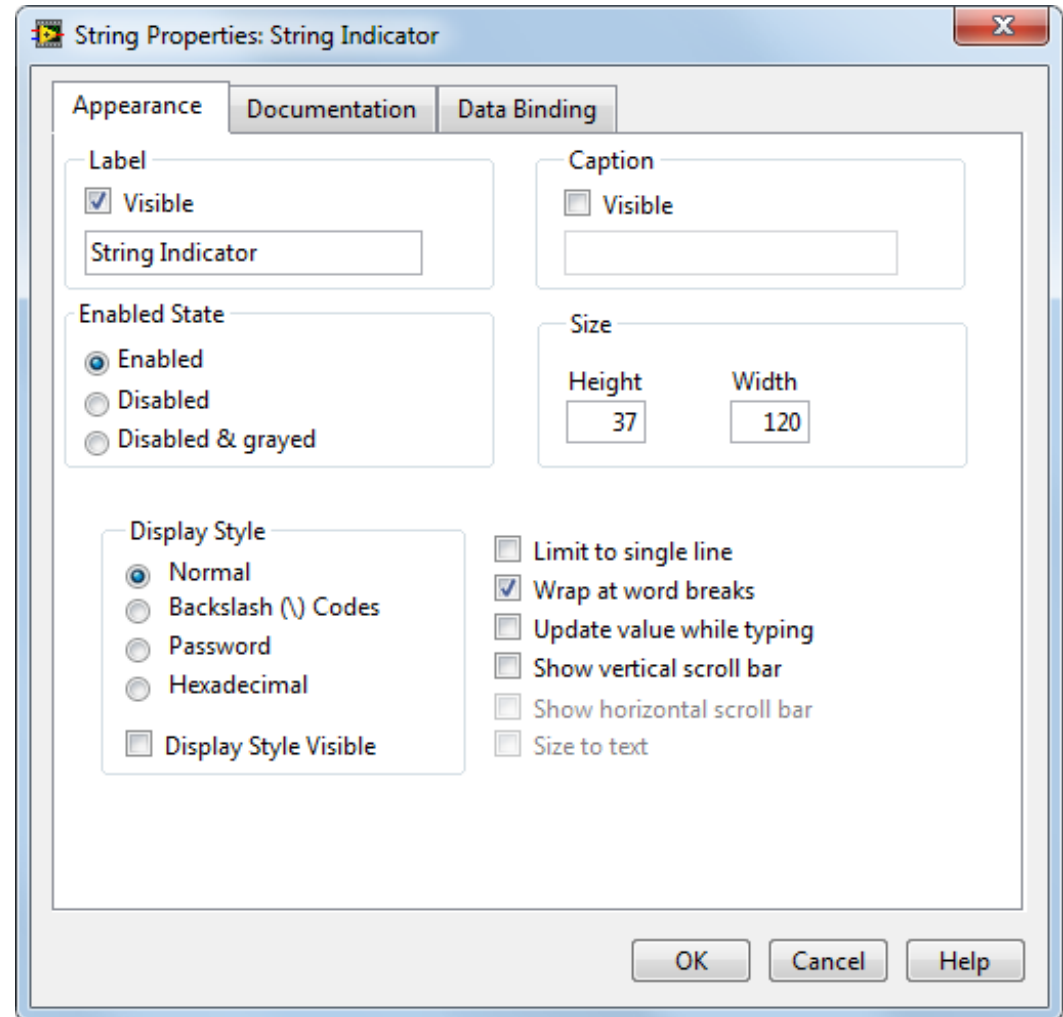 String Properties: String Indicator
X
Appearance
Documentation
Data Binding
Label
Visible
String Indicator
Caption
Visible
Enabled State
Enabled
Disabled
Disabled & grayed
Size
Height
Width
37
120
Display Style
Normal
Backslash (\) Codes
Password
Hexadecimal
Display Style Visible
Limit to single line
Wrap at word breaks
Update value while typing
Show vertical scroll bar
Show horizontal scroll bar
Size to text
OK
Cancel
Help